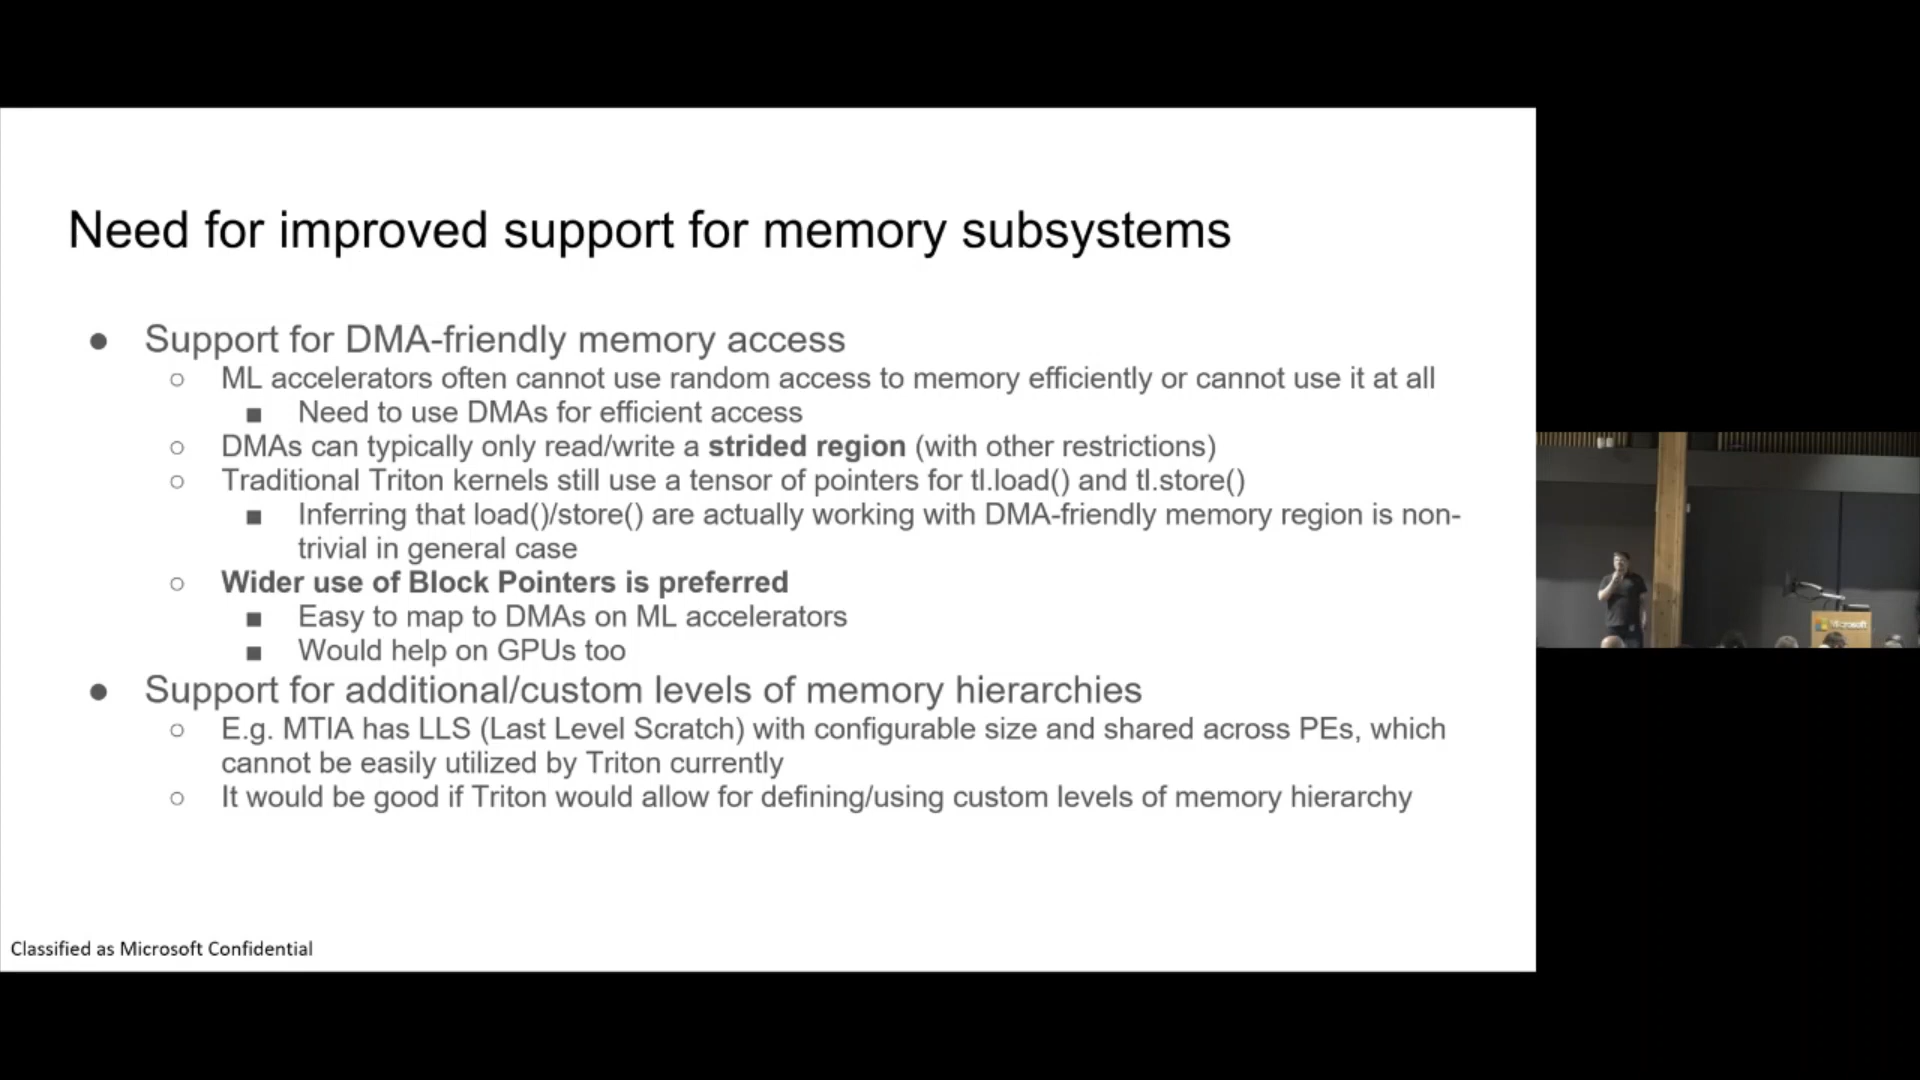 Need for improved support for memory subsystems
● Support for DMA-friendly memory access
○ ML accelerators often cannot use random access to memory efficiently or cannot use it at all
■ Need to use DMAs for efficient access
○ DMAs can typically only read/write a strided region (with other restrictions)
○ Traditional Triton kernels still use a tensor of pointers for tl.load() and tl.store()
■ Inferring that load()/store() are actually working with DMA-friendly memory region is non-
trivial in general case
○ Wider use of Block Pointers is preferred
■ Easy to map to DMAs on ML accelerators
■ Would help on GPUs too
● Support for additional/custom levels of memory hierarchies
○ E.g. MTIA has LLS (Last Level Scratch) with configurable size and shared across PEs, which
cannot be easily utilized by Triton currently
○ It would be good if Triton would allow for defining/using custom levels of memory hierarchy
Classified as Microsoft Confidential
Microsoft